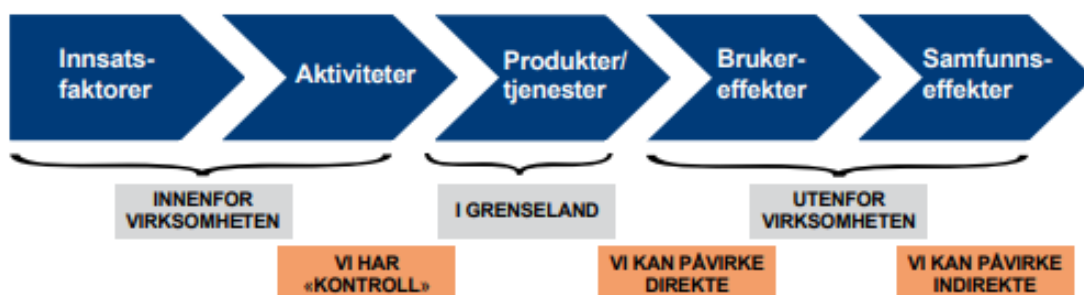 Innsats-
faktorer
Aktiviteter
Produkter/
tjenester
Bruker-
effekter
Samfunns-
effekter
INNENFOR
VIRKSOMHETEN
I GRENSELAND
UTENFOR
VIRKSOMHETEN
VI HAR
«KONTROLL»
VI KAN PÅVIRKE
DIREKTE
VI KAN PÅVIRKE
INDIREKTE